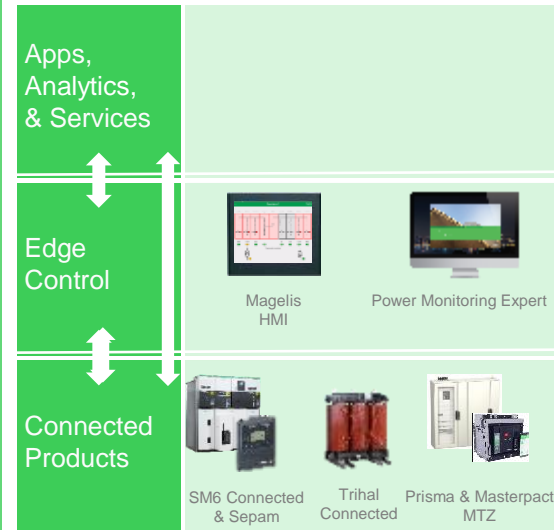 Apps,
Analytics,
& Services
Edge
Control
Magelis
HMI
Power Monitoring Expert
Connected
Products
SM6 Connected
& Sepam
Trihal
Connected
Prisma & Masterpact
MTZ